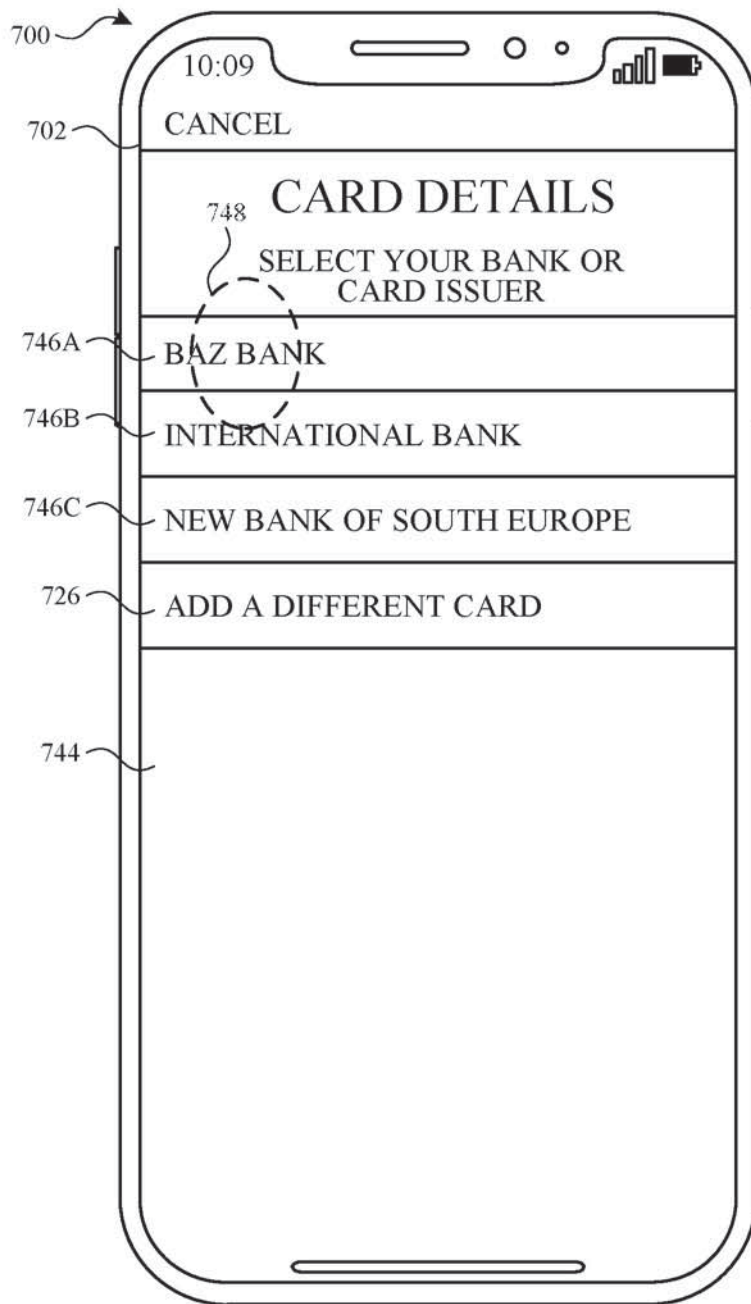 700
10:09
702
CANCEL
CARD DETAILS
748
SELECT YOUR BANK OR
CARD ISSUER
746A
BAZ BANK
746B
INTERNATIONAL BANK
746C
NEW BANK OF SOUTH EUROPE
726
ADD A DIFFERENT CARD
744